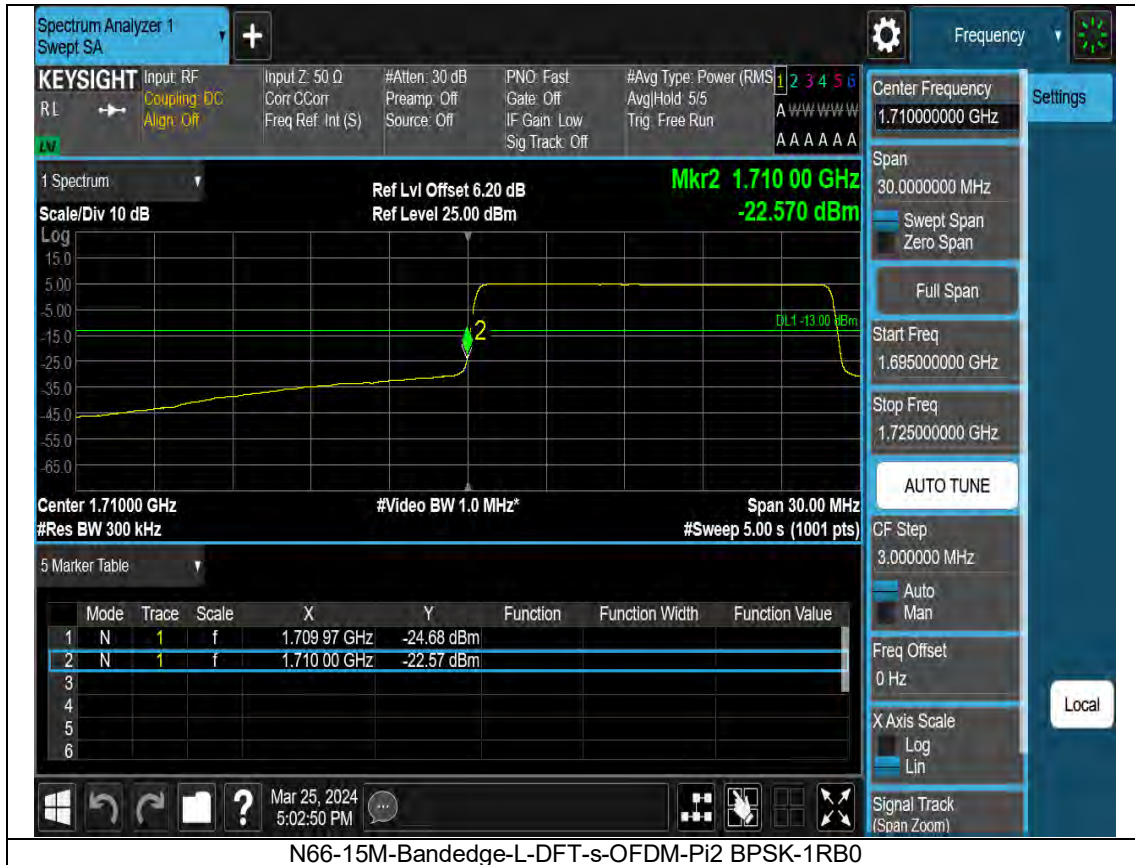 Spectrum Analyzer 1
Swept SA
Frequency
KEYSIGHT
RL
Input: RF
Coupling: DC
Align: Off
Input Z: 50 Ω
Corr CCorr
Freq Ref: Int (S)
#Atten: 30 dB
Preamp: Off
Source: Off
PNO: Fast
Gate: Off
IF Gain: Low
Sig Track: Off
#Avg Type: Power (RMS
Avg|Hold: 5/5
Trig: Free Run
1 2 3 4 5 6
A W W W W W
A A A A A A
1 Spectrum
Scale/Div 10 dB
Ref Lvl Offset 6.20 dB
Ref Level 25.00 dBm
Mkr2 1.710 00 GHz
-22.570 dBm
Log
15.0
5.00
-5.00
-15.0
-25.0
-35.0
-45.0
-55.0
-65.0
2
DL1 -13.00 dBm
Center 1.71000 GHz
#Res BW 300 kHz
#Video BW 1.0 MHz*
Span 30.00 MHz
#Sweep 5.00 s (1001 pts)
5 Marker Table
Mode Trace Scale X Y Function Function Width Function Value
1 N 1 f 1.709 97 GHz -24.68 dBm
2 N 1 f 1.710 00 GHz -22.57 dBm
3
4
5
6
Center Frequency
1.710000000 GHz
Settings
Span
30.0000000 MHz
Swept Span
Zero Span
Full Span
Start Freq
1.695000000 GHz
Stop Freq
1.725000000 GHz
AUTO TUNE
CF Step
3.000000 MHz
Auto
Man
Freq Offset
0 Hz
X Axis Scale
Log
Lin
Local
Signal Track
(Span Zoom)
?
Mar 25, 2024
5:02:50 PM
N66-15M-Bandedge-L-DFT-s-OFDM-Pi2 BPSK-1RB0